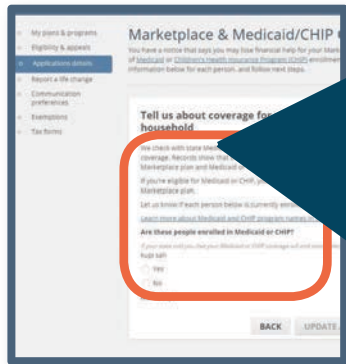 My plans & programs
Eligibility & appeals
Applications details
Report a life change
Communication
preferences
Exemptions
Tax forms
Marketplace & Medicaid/CHIP
You have a notice that says you may lose financial help for your
of Medicaid or Children's Health Insurance Program (CHIP) enrollment
information below for each person, and follow next steps.
Tell us about coverage for
household
We check with state
coverage. Records show that
Marketplace plan and Medicaid
If you're eligible for Medicaid or CHIP,
Marketplace plan.
Let us know if each person below is currently
Learn more about Medicaid and CHIP program names
Are these people enrolled in Medicaid or CHIP?
Yes
No
BACK
UPDATE